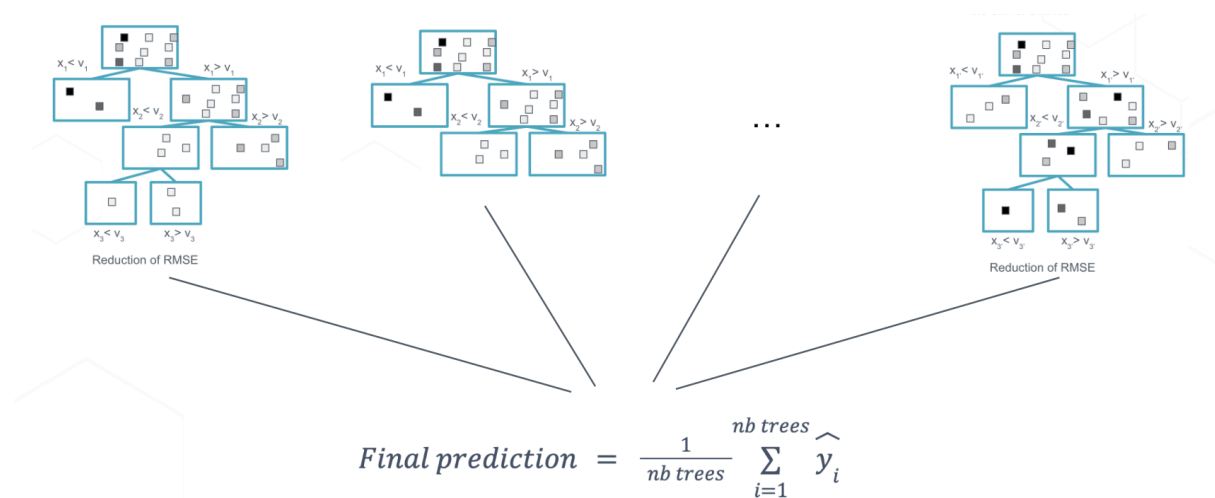 x₁< v₁
x₁> v₁
x₂< v₂
x₂> v₂
x₃< v₃
x₃> v₃
Reduction of RMSE
x₁< v₁
x₁> v₁
x₂< v₂
x₂> v₂
...
x₁'< v₁'
x₁'> v₁'
x₂'< v₂'
x₂'> v₂'
x₃'< v₃'
x₃'> v₃'
Reduction of RMSE
Final prediction = 1/nb trees ∑ i=1 nb trees ŷᵢ